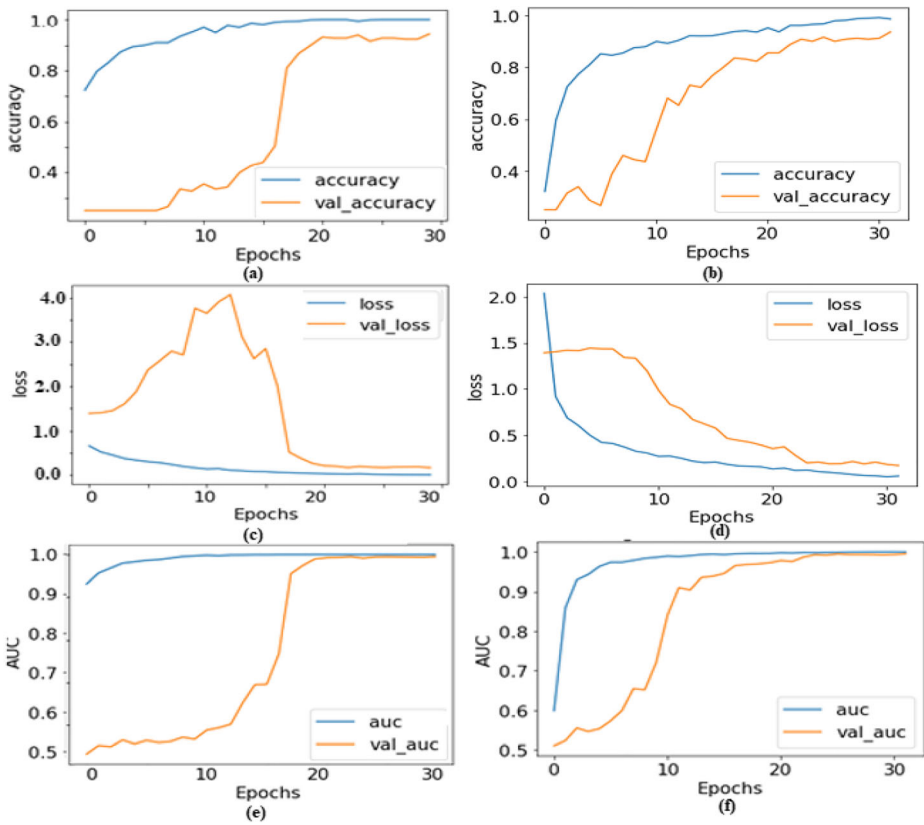 1.0
0.8
0.6
0.4
accuracy
accuracy
val_accuracy
0
10
20
30
Epochs
(a)
1.0
0.8
0.6
0.4
accuracy
accuracy
val_accuracy
0
10
20
30
Epochs
(b)
4.0
3.0
2.0
1.0
0.0
loss
loss
val_loss
0
10
20
30
Epochs
(c)
2.0
1.5
1.0
0.5
0.0
loss
loss
val_loss
0
10
20
30
Epochs
(d)
1.0
0.9
0.8
0.7
0.6
0.5
AUC
auc
val_auc
0
10
20
30
Epochs
(e)
1.0
0.9
0.8
0.7
0.6
0.5
AUC
auc
val_auc
0
10
20
30
Epochs
(f)